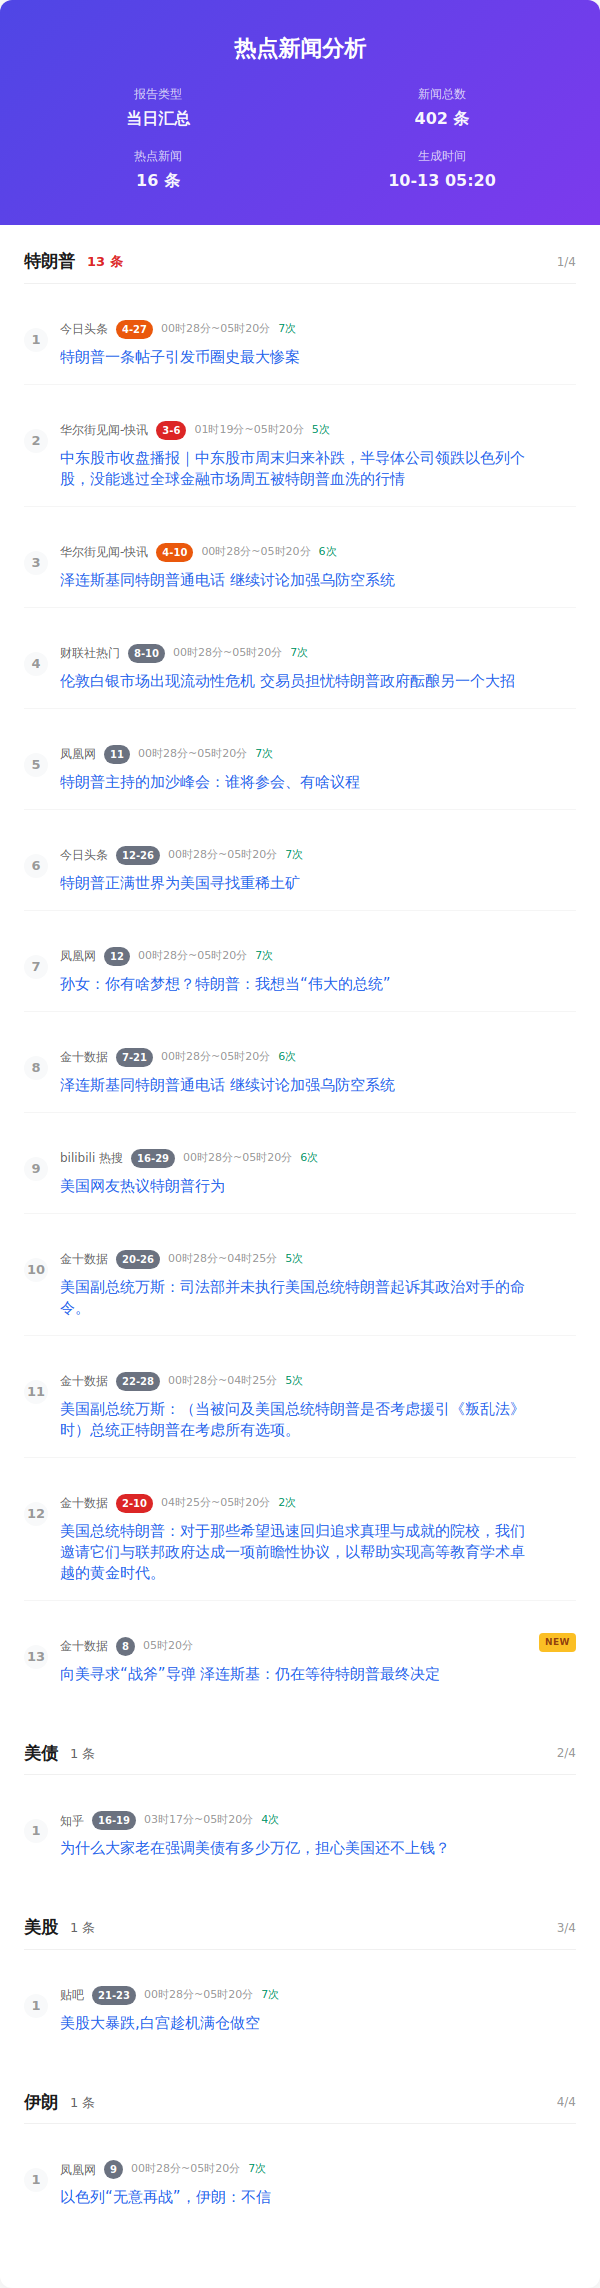 热点新闻分析
报告类型
新闻总数
当日汇总
402 条
热点新闻
生成时间
16 条
10-13 05:20
特朗普 13 条 1/4
1 今日头条 4-27 00时28分~05时20分 7次
特朗普一条帖子引发币圈史最大惨案
2 华尔街见闻-快讯 3-6 01时19分~05时20分 5次
中东股市收盘播报｜中东股市周末归来补跌，半导体公司领跌以色列个
股，没能逃过全球金融市场周五被特朗普血洗的行情
3 华尔街见闻-快讯 4-10 00时28分~05时20分 6次
泽连斯基同特朗普通电话 继续讨论加强乌防空系统
4 财联社热门 8-10 00时28分~05时20分 7次
伦敦白银市场出现流动性危机 交易员担忧特朗普政府酝酿另一个大招
5 凤凰网 11 00时28分~05时20分 7次
特朗普主持的加沙峰会：谁将参会、有啥议程
6 今日头条 12-26 00时28分~05时20分 7次
特朗普正满世界为美国寻找重稀土矿
7 凤凰网 12 00时28分~05时20分 7次
孙女：你有啥梦想？特朗普：我想当“伟大的总统”
8 金十数据 7-21 00时28分~05时20分 6次
泽连斯基同特朗普通电话 继续讨论加强乌防空系统
9 bilibili 热搜 16-29 00时28分~05时20分 6次
美国网友热议特朗普行为
10 金十数据 20-26 00时28分~04时25分 5次
美国副总统万斯：司法部并未执行美国总统特朗普起诉其政治对手的命
令。
11 金十数据 22-28 00时28分~04时25分 5次
美国副总统万斯：（当被问及美国总统特朗普是否考虑援引《叛乱法》
时）总统正特朗普在考虑所有选项。
12 金十数据 2-10 04时25分~05时20分 2次
美国总统特朗普：对于那些希望迅速回归追求真理与成就的院校，我们
邀请它们与联邦政府达成一项前瞻性协议，以帮助实现高等教育学术卓
越的黄金时代。
13 金十数据 8 05时20分 NEW
向美寻求“战斧”导弹 泽连斯基：仍在等待特朗普最终决定
美债 1 条 2/4
1 知乎 16-19 03时17分~05时20分 4次
为什么大家老在强调美债有多少万亿，担心美国还不上钱？
美股 1 条 3/4
1 贴吧 21-23 00时28分~05时20分 7次
美股大暴跌,白宫趁机满仓做空
伊朗 1 条 4/4
1 凤凰网 9 00时28分~05时20分 7次
以色列“无意再战”，伊朗：不信